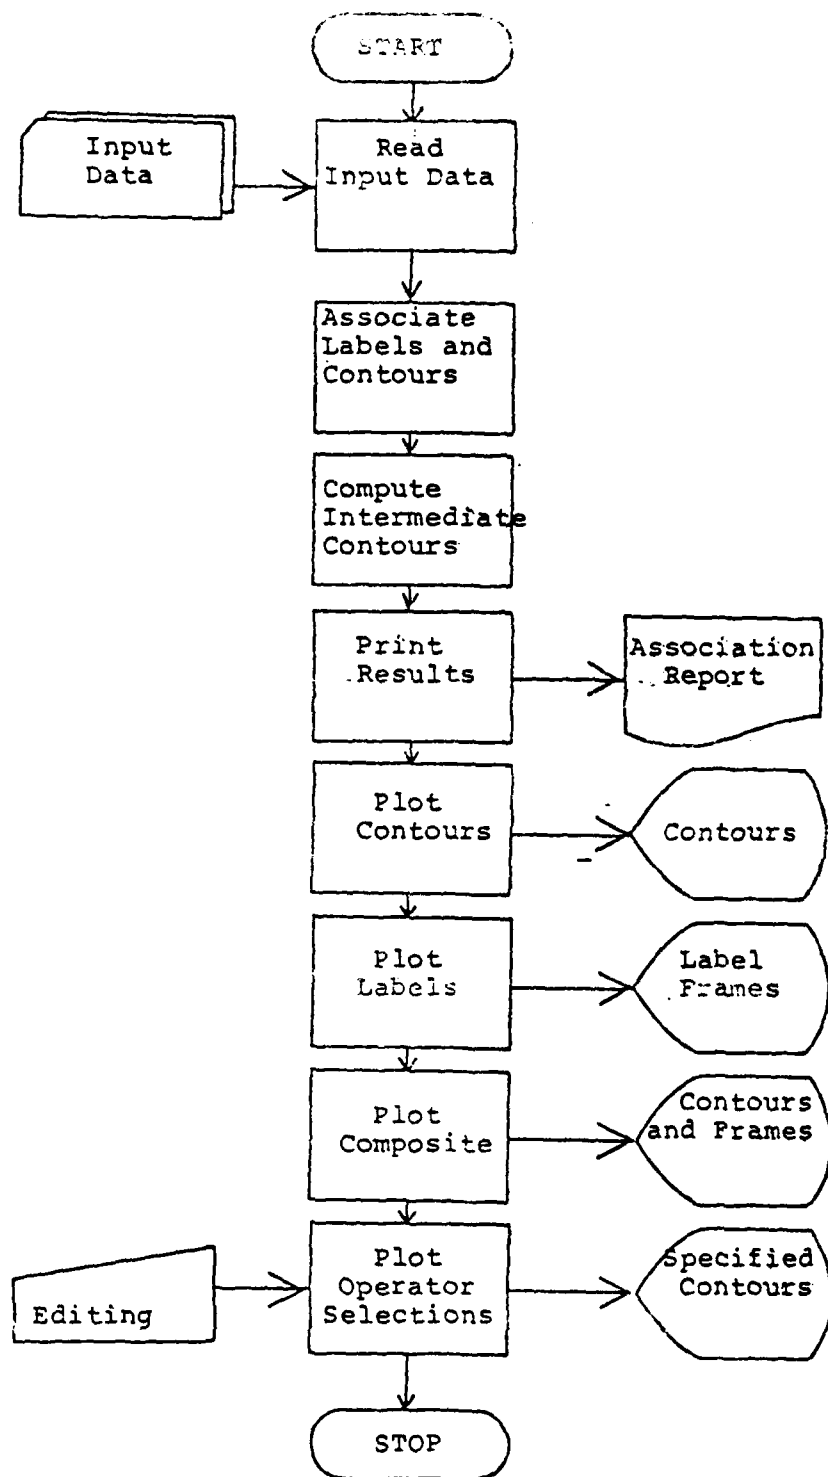 START
Input
Data
Read
Input Data
Associate
Labels and
Contours
Compute
Intermediate
Contours
Print
Results
Association
Report
Plot
Contours
Contours
Plot
Labels
Label
Frames
Plot
Composite
Contours
and Frames
Editing
Plot
Operator
Selections
Specified
Contours
STOP